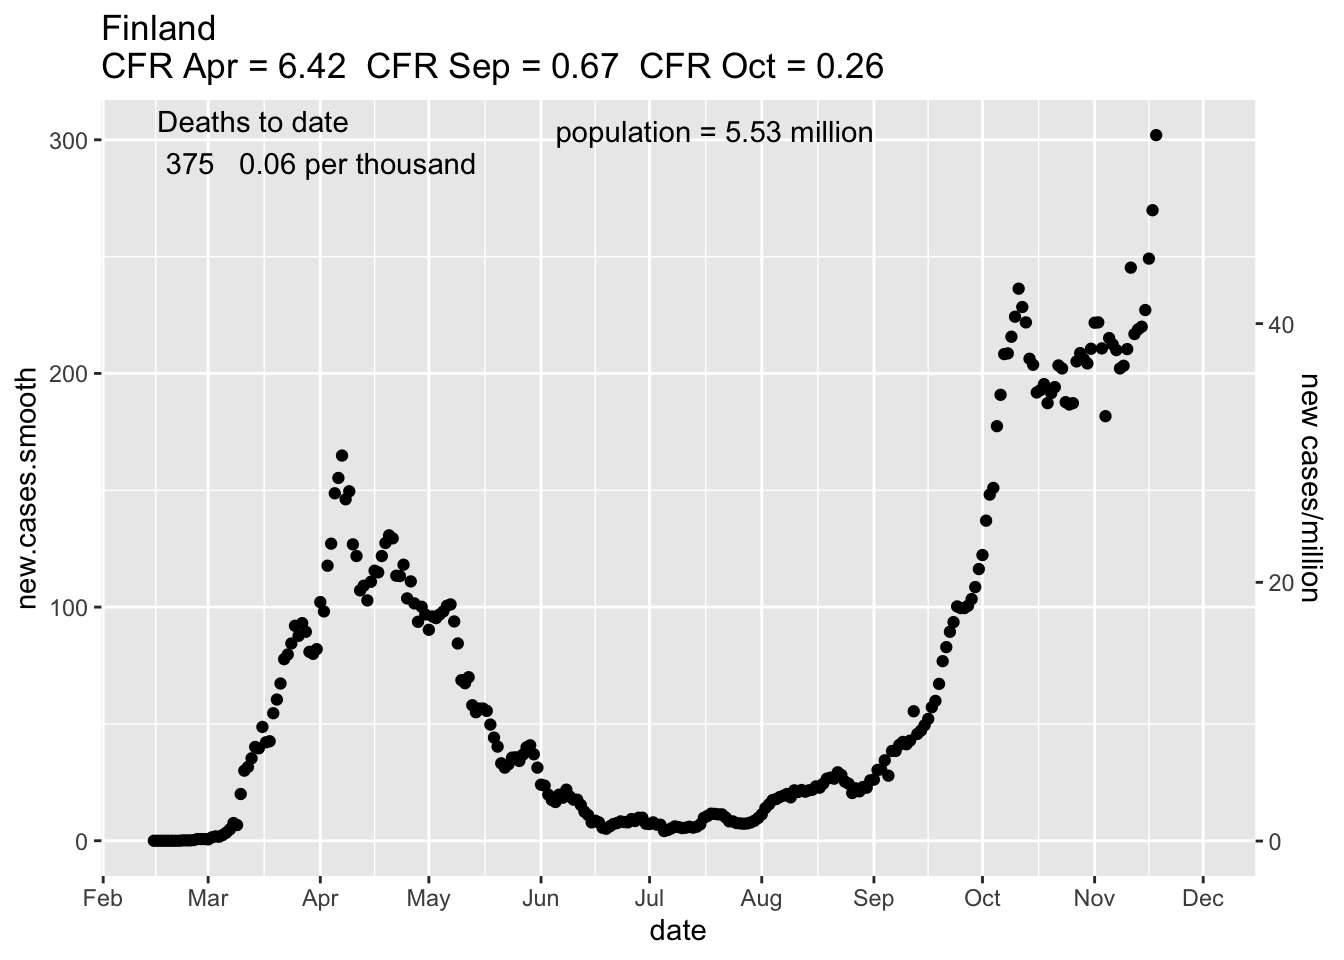 Finland
CFR Apr = 6.42  CFR Sep = 0.67  CFR Oct = 0.26
Deaths to date
375   0.06 per thousand
population = 5.53 million
300
200
100
0
new.cases.smooth
40
20
0
new cases/million
Feb Mar Apr May Jun Jul Aug Sep Oct Nov Dec
date